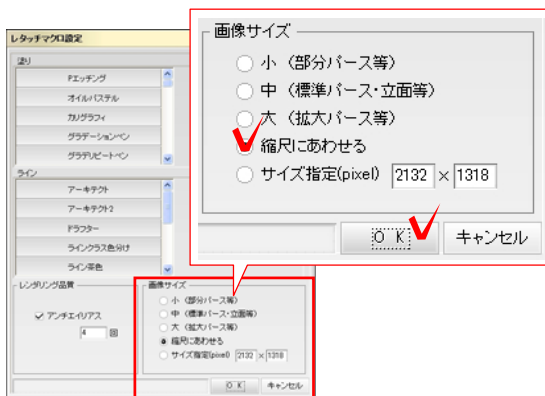 レタッチマクロ設定
塗り
Fエッチング
オイルパステル
カリグラフィ
グラデーションペン
グラデリピートペン
ライン
アーキテクト
アーキテクト2
ドラフター
ラインクラス色分け
ライン茶色
レンダリング品質
アンチエイリアス
4 回
画像サイズ
小（部分パース等）
中（標準パース・立面等）
大（拡大パース等）
縮尺にあわせる
サイズ指定(pixel) 2132 × 1318
ＯＫ キャンセル
画像サイズ
小（部分パース等）
中（標準パース・立面等）
大（拡大パース等）
縮尺にあわせる
サイズ指定(pixel) 2132 × 1318
ＯＫ キャンセル